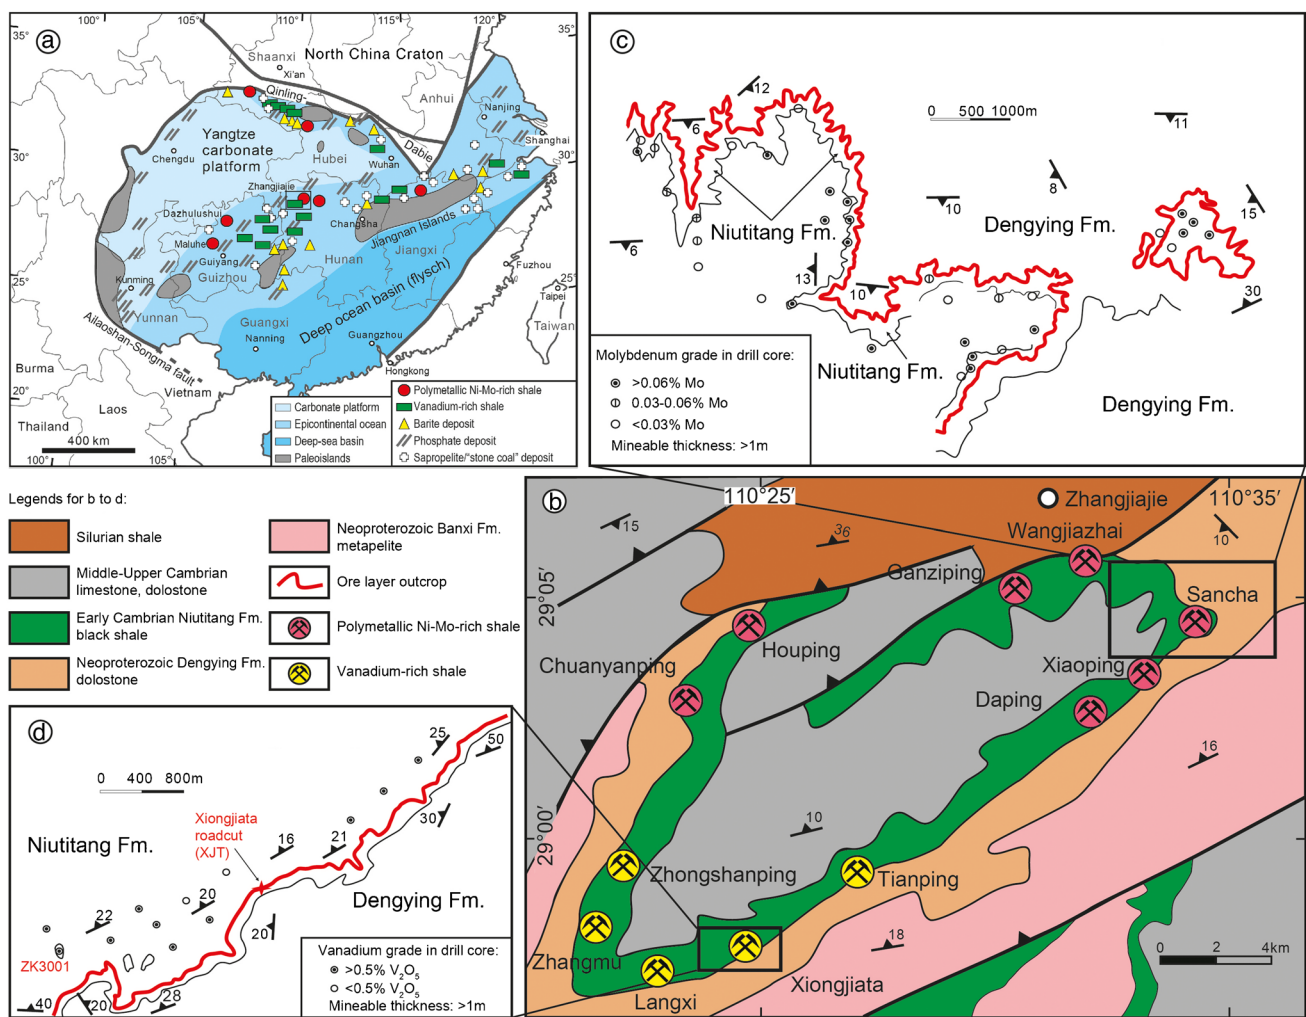 100°
105°
110°
115°
120°
35°
35°
a
North China Craton
Shaanxi
Xi'an
Qinling-
Anhui
Nanjing
Shanghai
Yangtze
carbonate
platform
30°
30°
Chengdu
Hubei
Wuhan
Dabie
Zhangjiajie
Dazhulushui
Changsha
Jiangnan Islands
Maluhe
Guiyang
Hunan
Jiangxi
Guizhou
Fuzhou
25°
25°
Kunming
Deep ocean basin (flysch)
Taipei
Yunnan
Guangxi
Taiwan
Nanning
Guangzhou
Ailaoshan-Songma fault
Hongkong
Burma
Vietnam
20°
Laos
Thailand
400 km
100°
105°
Carbonate platform
Epicontinental ocean
Deep-sea basin
Paleoislands
Polymetallic Ni-Mo-rich shale
Vanadium-rich shale
Barite deposit
Phosphate deposit
Sapropelite/"stone coal" deposit
c
12
6
0 500 1000m
11
8
10
Dengying Fm.
15
Niutitang Fm.
6
13
10
30
Niutitang Fm.
Dengying Fm.
Molybdenum grade in drill core:
>0.06% Mo
0.03-0.06% Mo
<0.03% Mo
Mineable thickness: >1m
Legends for b to d:
Silurian shale
Middle-Upper Cambrian
limestone, dolostone
Early Cambrian Niutitang Fm.
black shale
Neoproterozoic Dengying Fm.
dolostone
Neoproterozoic Banxi Fm.
metapelite
Ore layer outcrop
Polymetallic Ni-Mo-rich shale
Vanadium-rich shale
b
110°25′
Zhangjiajie
110°35′
15
36
Wangjiazhai
10
Ganziping
29°05′
Sancha
Houping
Chuanyanping
Xiaoping
Daping
16
10
29°00′
Zhongshanping
Tianping
18
Zhangmu
Xiongjiata
Langxi
0 2 4km
d
25
50
0 400 800m
Xiongjiata
roadcut
(XJT)
30
Niutitang Fm.
16
21
20
Dengying Fm.
22
20
ZK3001
40
20
28
Vanadium grade in drill core:
>0.5% V₂O₅
<0.5% V₂O₅
Mineable thickness: >1m